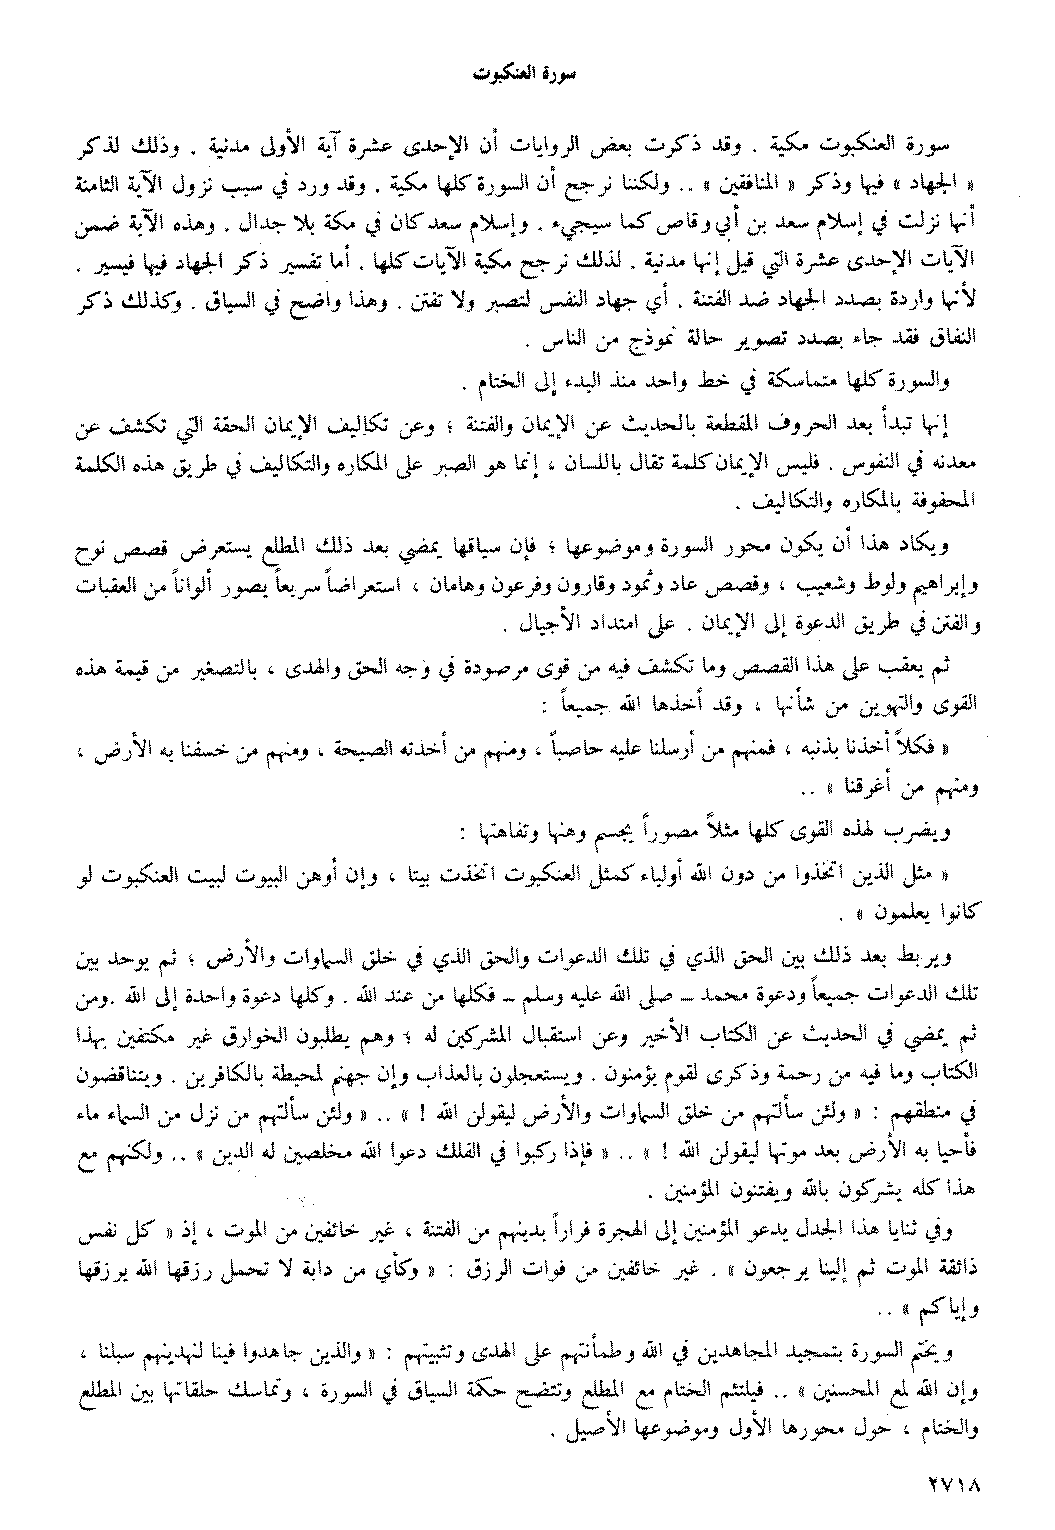 سورة العنكبوت
سورة العنكبوت مكية . وقد ذكرت بعض الروايات أن الإحدى عشرة آية الأولى مدنية . وذلك لذكر
« الجهاد » فيها وذكر « المنافقين » .. ولكننا نرجح أن السورة كلها مكية . وقد ورد في سبب نزول الآية الثامنة
أنها نزلت في إسلام سعد بن أبي وقاص كما سيجيء . وإسلام سعد كان في مكة بلا جدال . وهذه الآية ضمن
الآيات الإحدى عشرة التي قيل إنها مدنية . لذلك نرجح مكية الآيات كلها . أما تفسير ذكر الجهاد فيها فيسير .
لأنها واردة بصدد الجهاد ضد الفتنة . أي جهاد النفس لتصبر ولا تفتن . وهذا واضح في السياق . وكذلك ذكر
النفاق فقد جاء بصدد تصوير حالة نموذج من الناس .
والسورة كلها متماسكة في خط واحد منذ البدء إلى الختام .
إنها تبدأ بعد الحروف المقطعة بالحديث عن الإيمان والفتنة ؛ وعن تكاليف الإيمان الحقة التي تكشف عن
معدنه في النفوس . فليس الإيمان كلمة تقال باللسان ، إنما هو الصبر على المكاره والتكاليف في طريق هذه الكلمة
المحفوفة بالمكاره والتكاليف .
ويكاد هذا أن يكون محور السورة وموضوعها ؛ فإن سياقها يمضي بعد ذلك المطلع يستعرض قصص نوح
وإبراهيم ولوط وشعيب ، وقصص عاد وثمود وقارون وفرعون وهامان ، استعراضاً سريعاً يصور ألواناً من العقبات
والفتن في طريق الدعوة إلى الإيمان . على امتداد الأجيال .
ثم يعقب على هذا القصص وما تكشف فيه من قوى مرصودة في وجه الحق والهدى ، بالتصغير من قيمة هذه
القوى والتهوين من شأنها ، وقد أخذها الله جميعاً :
« فكلاً أخذنا بذنبه ، فمنهم من أرسلنا عليه حاصباً ، ومنهم من أخذته الصيحة ، ومنهم من خسفنا به الأرض ،
ومنهم من أغرقنا » ..
ويضرب لهذه القوى كلها مثلاً مصوراً يجسم وهنها وتفاهتها :
« مثل الذين اتخذوا من دون الله أولياء كمثل العنكبوت اتخذت بيتا ، وإن أوهن البيوت لبيت العنكبوت لو
كانوا يعلمون » .
ويربط بعد ذلك بين الحق الذي في تلك الدعوات والحق الذي في خلق السماوات والأرض ؛ ثم يوحد بين
تلك الدعوات جميعاً ودعوة محمد – صلى الله عليه وسلم – فكلها من عند الله . وكلها دعوة واحدة إلى الله .ومن
ثم يمضي في الحديث عن الكتاب الأخير وعن استقبال المشركين له ؛ وهم يطلبون الخوارق غير مكتفين بهذا
الكتاب وما فيه من رحمة وذكرى لقوم يؤمنون . ويستعجلون بالعذاب وإن جهنم لمحيطة بالكافرين . ويتناقضون
في منطقهم : « ولئن سألتهم من خلق السماوات والأرض ليقولن الله ! » .. « ولئن سألتهم من نزل من السماء ماء
فأحيا به الأرض بعد موتها ليقولن الله ! » .. « فإذا ركبوا في الفلك دعوا الله مخلصين له الدين » .. ولكنهم مع
هذا كله يشركون بالله ويفتنون المؤمنين .
وفي ثنايا هذا الجدل يدعو المؤمنين إلى الهجرة فراراً بدينهم من الفتنة ، غير خائفين من الموت ، إذ « كل نفس
ذائقة الموت ثم إلينا يرجعون » . غير خائفين من فوات الرزق : « وكأي من دابة لا تحمل رزقها الله يرزقها
وإياكم » ..
ويختم السورة بتمجيد المجاهدين في الله وطمأنتهم على الهدى وتثبيتهم : « والذين جاهدوا فينا لنهدينهم سبلنا ،
وإن الله لمع المحسنين » .. فيلتئم الختام مع المطلع وتتضح حكمة السياق في السورة ، وتماسك حلقاتها بين المطلع
والختام ، حول محورها الأول وموضوعها الأصيل .
٢٧١٨